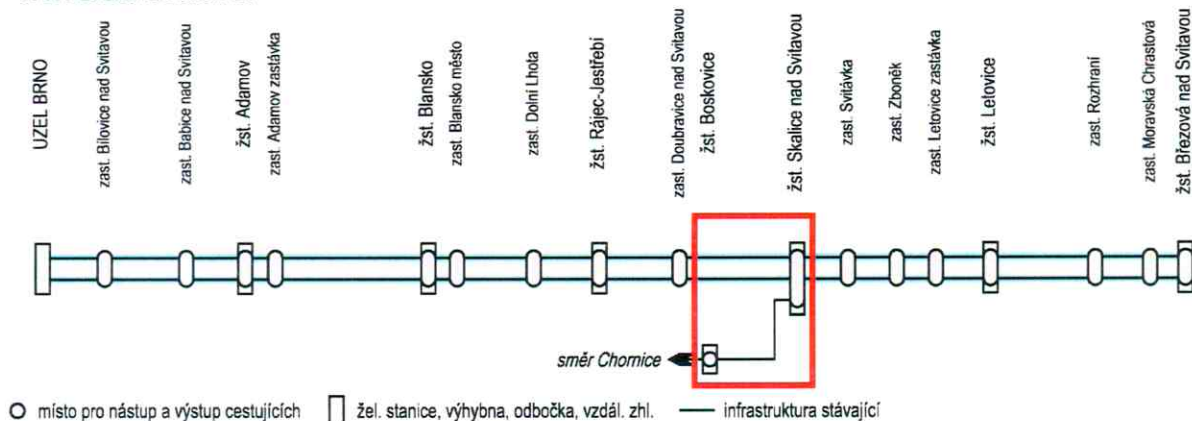 UZEL BRNO
zast. Bílovice nad Svitavou
zast. Babice nad Svitavou
žst. Adamov
zast. Adamov zastávka
žst. Blansko
zast. Blansko město
zast. Dolní Lhota
žst. Rájec-Jestřebí
zast. Doubravice nad Svitavou
žst. Boskovice
žst. Skalice nad Svitavou
zast. Svitávka
zast. Zboněk
zast. Letovice zastávka
žst. Letovice
zast. Rozhraní
zast. Moravská Chrastová
žst. Březová nad Svitavou
směr Chornice
místo pro nástup a výstup cestujících
žel. stanice, výhybna, odbočka, vzdál. zhl.
infrastruktura stávající